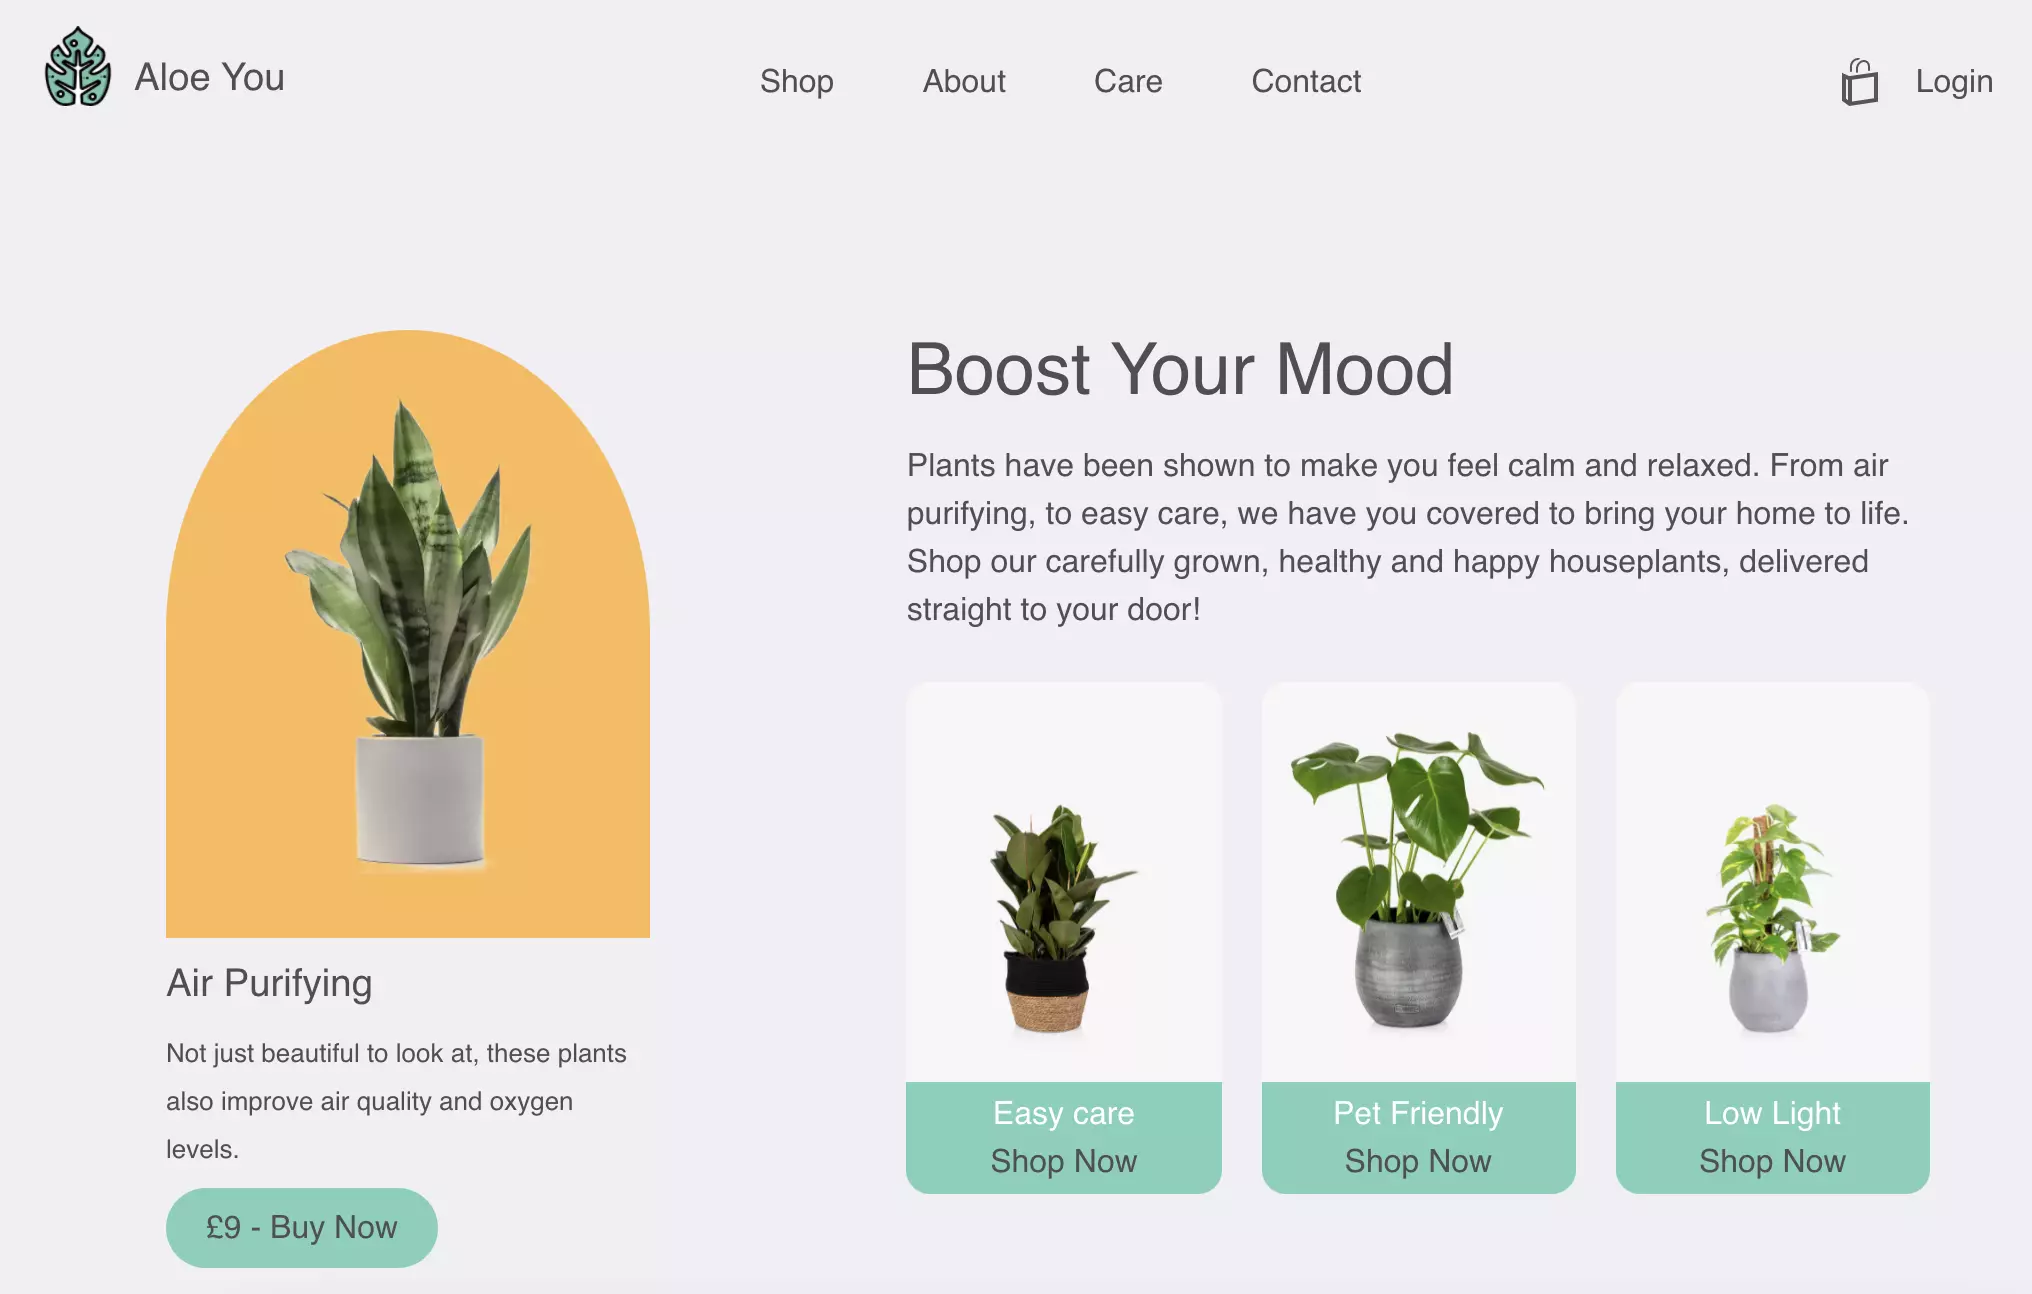 Aloe You
Shop
About
Care
Contact
Login
Boost Your Mood
Plants have been shown to make you feel calm and relaxed. From air
purifying, to easy care, we have you covered to bring your home to life.
Shop our carefully grown, healthy and happy houseplants, delivered
straight to your door!
Air Purifying
Not just beautiful to look at, these plants
also improve air quality and oxygen
levels.
£9 - Buy Now
Easy care
Shop Now
Pet Friendly
Shop Now
Low Light
Shop Now